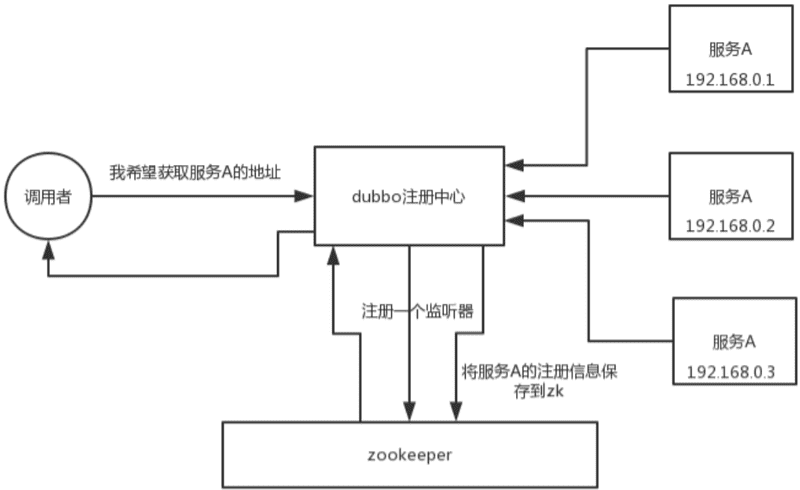 服务A
192.168.0.1
我希望获取服务A的地址
调用者
dubbo注册中心
服务A
192.168.0.2
注册一个监听器
服务A
192.168.0.3
将服务A的注册信息保
存到zk
zookeeper